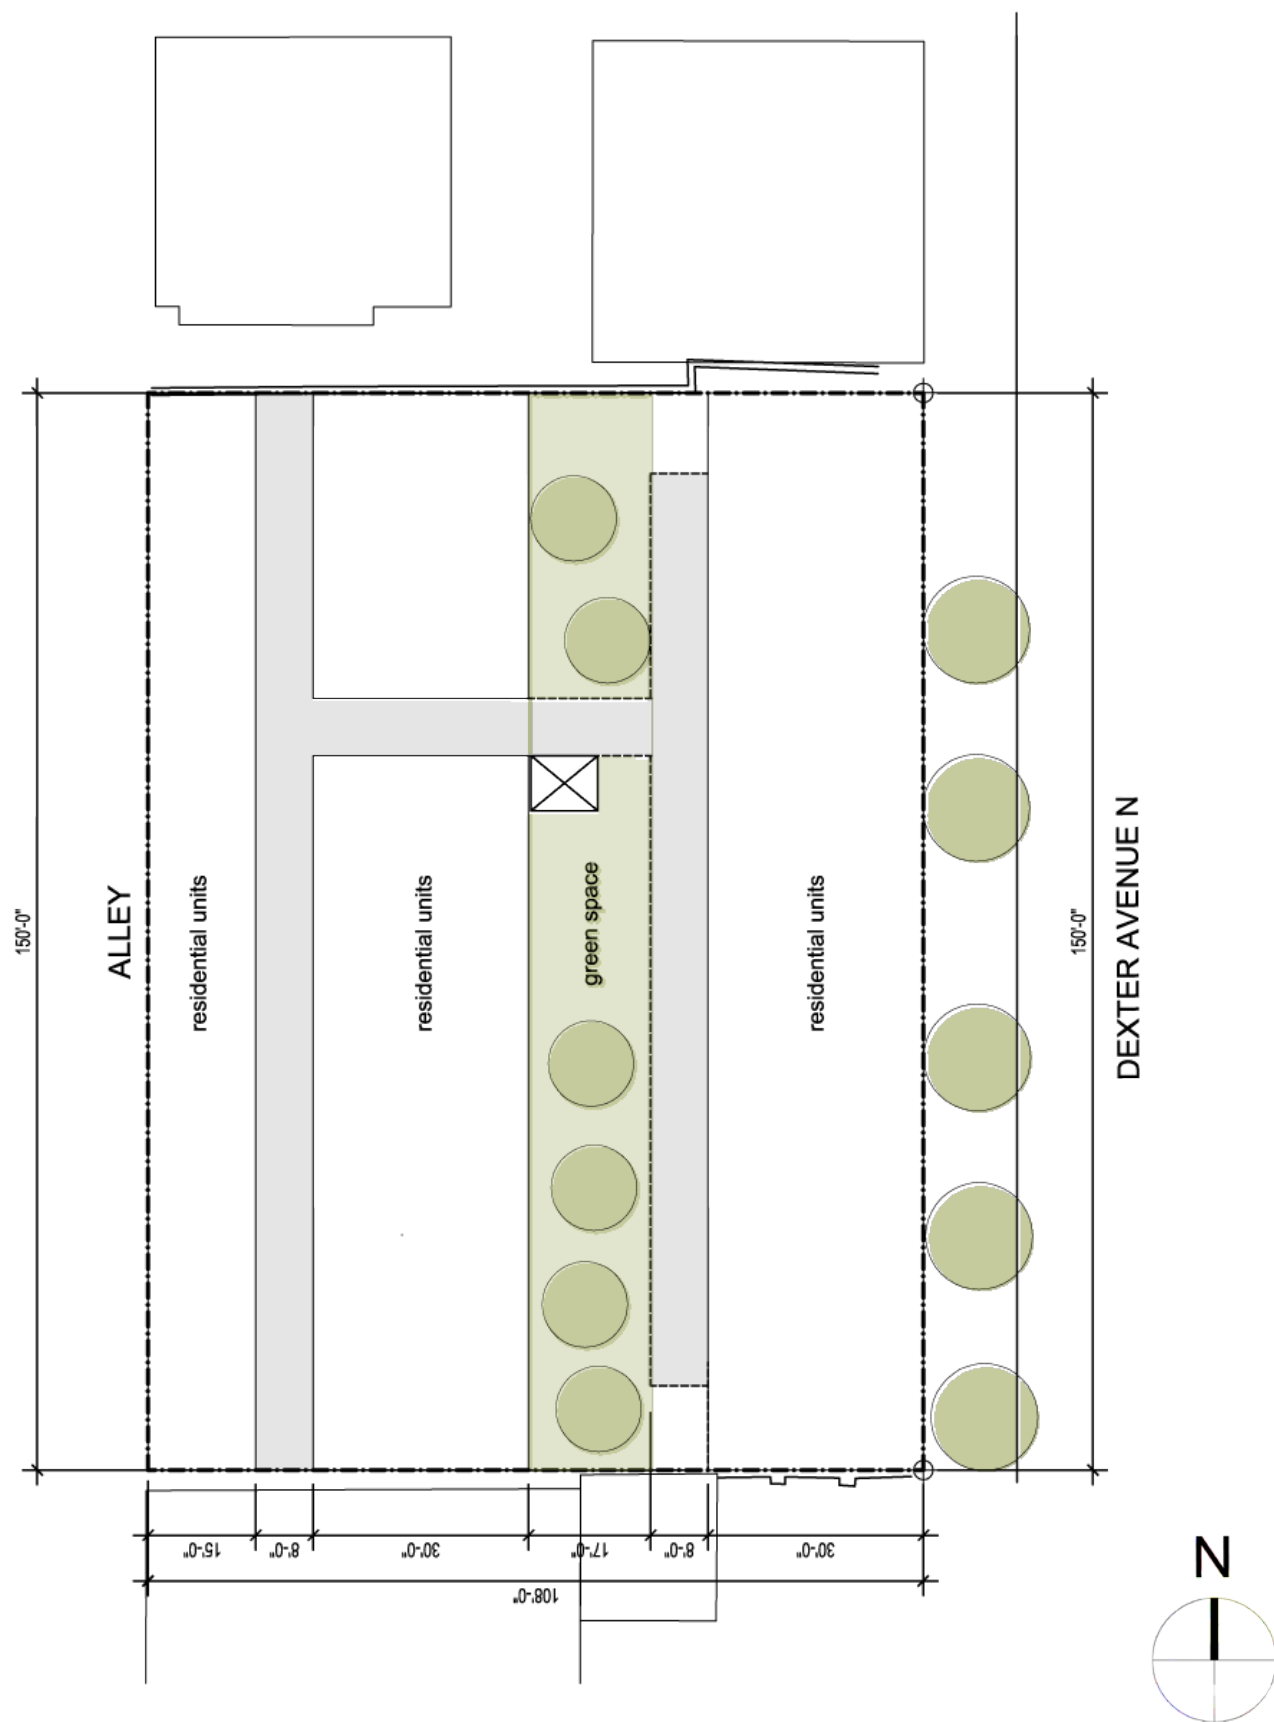 150'-0"
ALLEY
residential units
residential units
green space
residential units
150'-0"
DEXTER AVENUE N
15'-0"
8'-0"
30'-0"
17'-0"
8'-0"
30'-0"
108'-0"
N